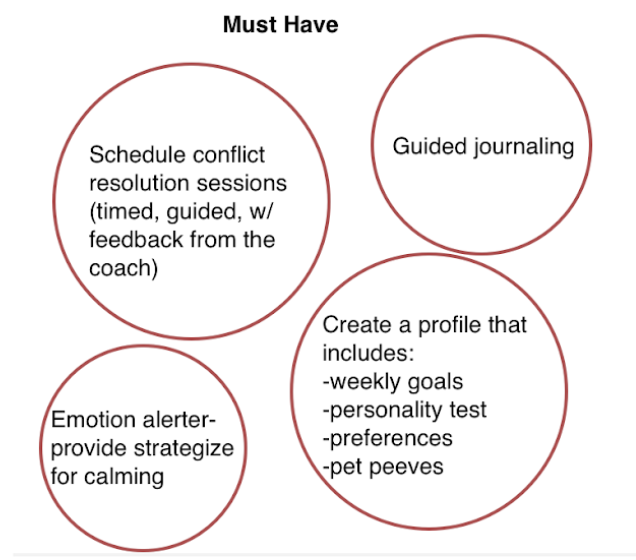 Must Have
Schedule conflict
resolution sessions
(timed, guided, w/
feedback from the
coach)
Guided journaling
Create a profile that
includes:
-weekly goals
-personality test
-preferences
-pet peeves
Emotion alerter-
provide strategize
for calming